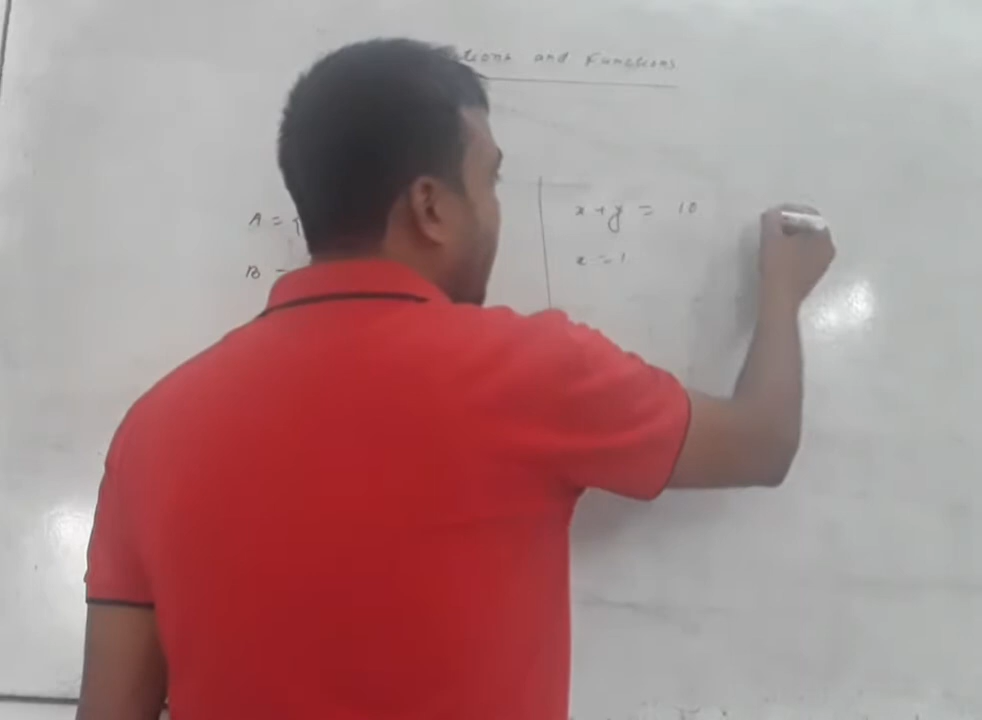 and Functions
A = {
B =
x + y = 10
x = 1